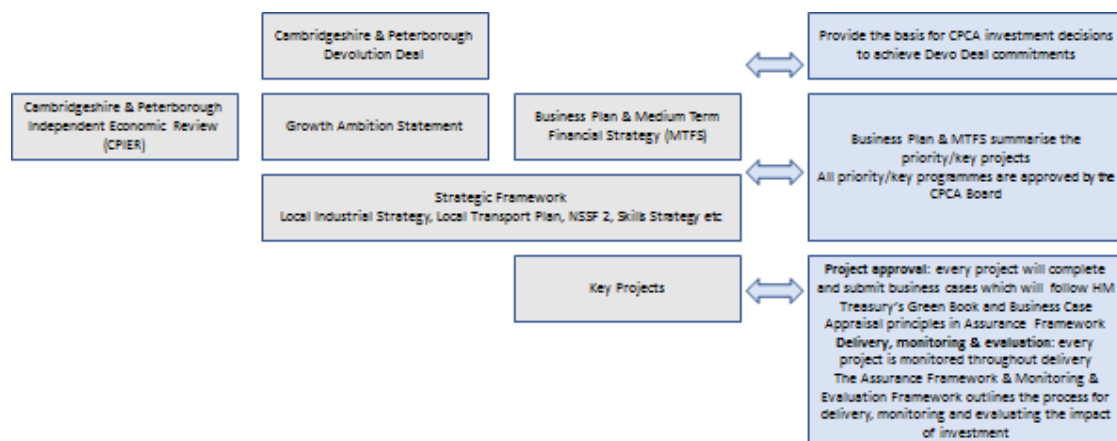 Cambridgeshire & Peterborough
Devolution Deal
Provide the basis for CPCA investment decisions
to achieve Devo Deal commitments
Cambridgeshire & Peterborough
Independent Economic Review
(CPIER)
Growth Ambition Statement
Business Plan & Medium Term
Financial Strategy (MTFS)
Business Plan & MTFS summarise the
priority/key projects
All priority/key programmes are approved by the
CPCA Board
Strategic Framework
Local Industrial Strategy, Local Transport Plan, NSSF 2, Skills Strategy etc
Key Projects
Project approval: every project will complete
and submit business cases which will follow HM
Treasury's Green Book and Business Case
Appraisal principles in Assurance Framework
Delivery, monitoring & evaluation: every
project is monitored throughout delivery
The Assurance Framework & Monitoring &
Evaluation Framework outlines the process for
delivery, monitoring and evaluating the impact
of investment